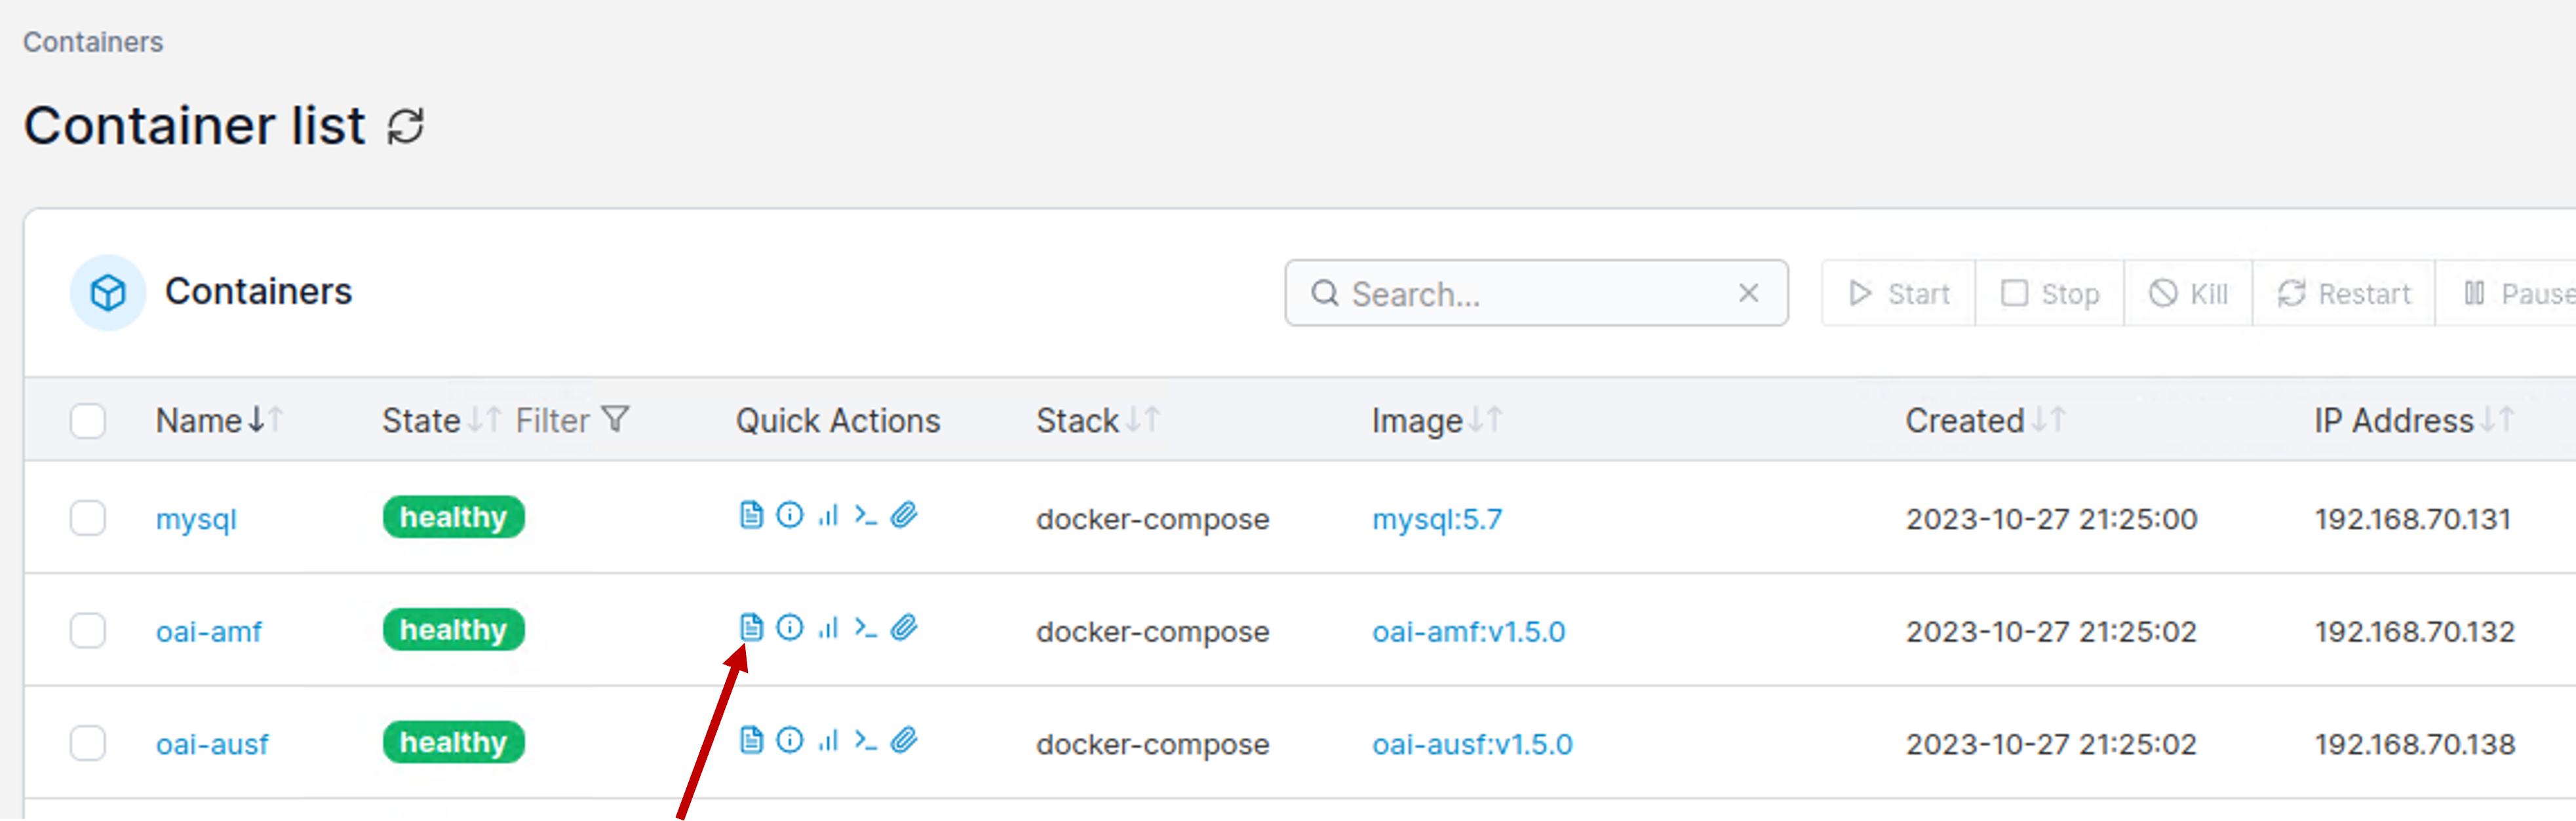 Containers
Container list
Containers Search... Start Stop Kill Restart Pause
Name State Filter Quick Actions Stack Image Created IP Address
mysql healthy docker-compose mysql:5.7 2023-10-27 21:25:00 192.168.70.131
oai-amf healthy docker-compose oai-amf:v1.5.0 2023-10-27 21:25:02 192.168.70.132
oai-ausf healthy docker-compose oai-ausf:v1.5.0 2023-10-27 21:25:02 192.168.70.138